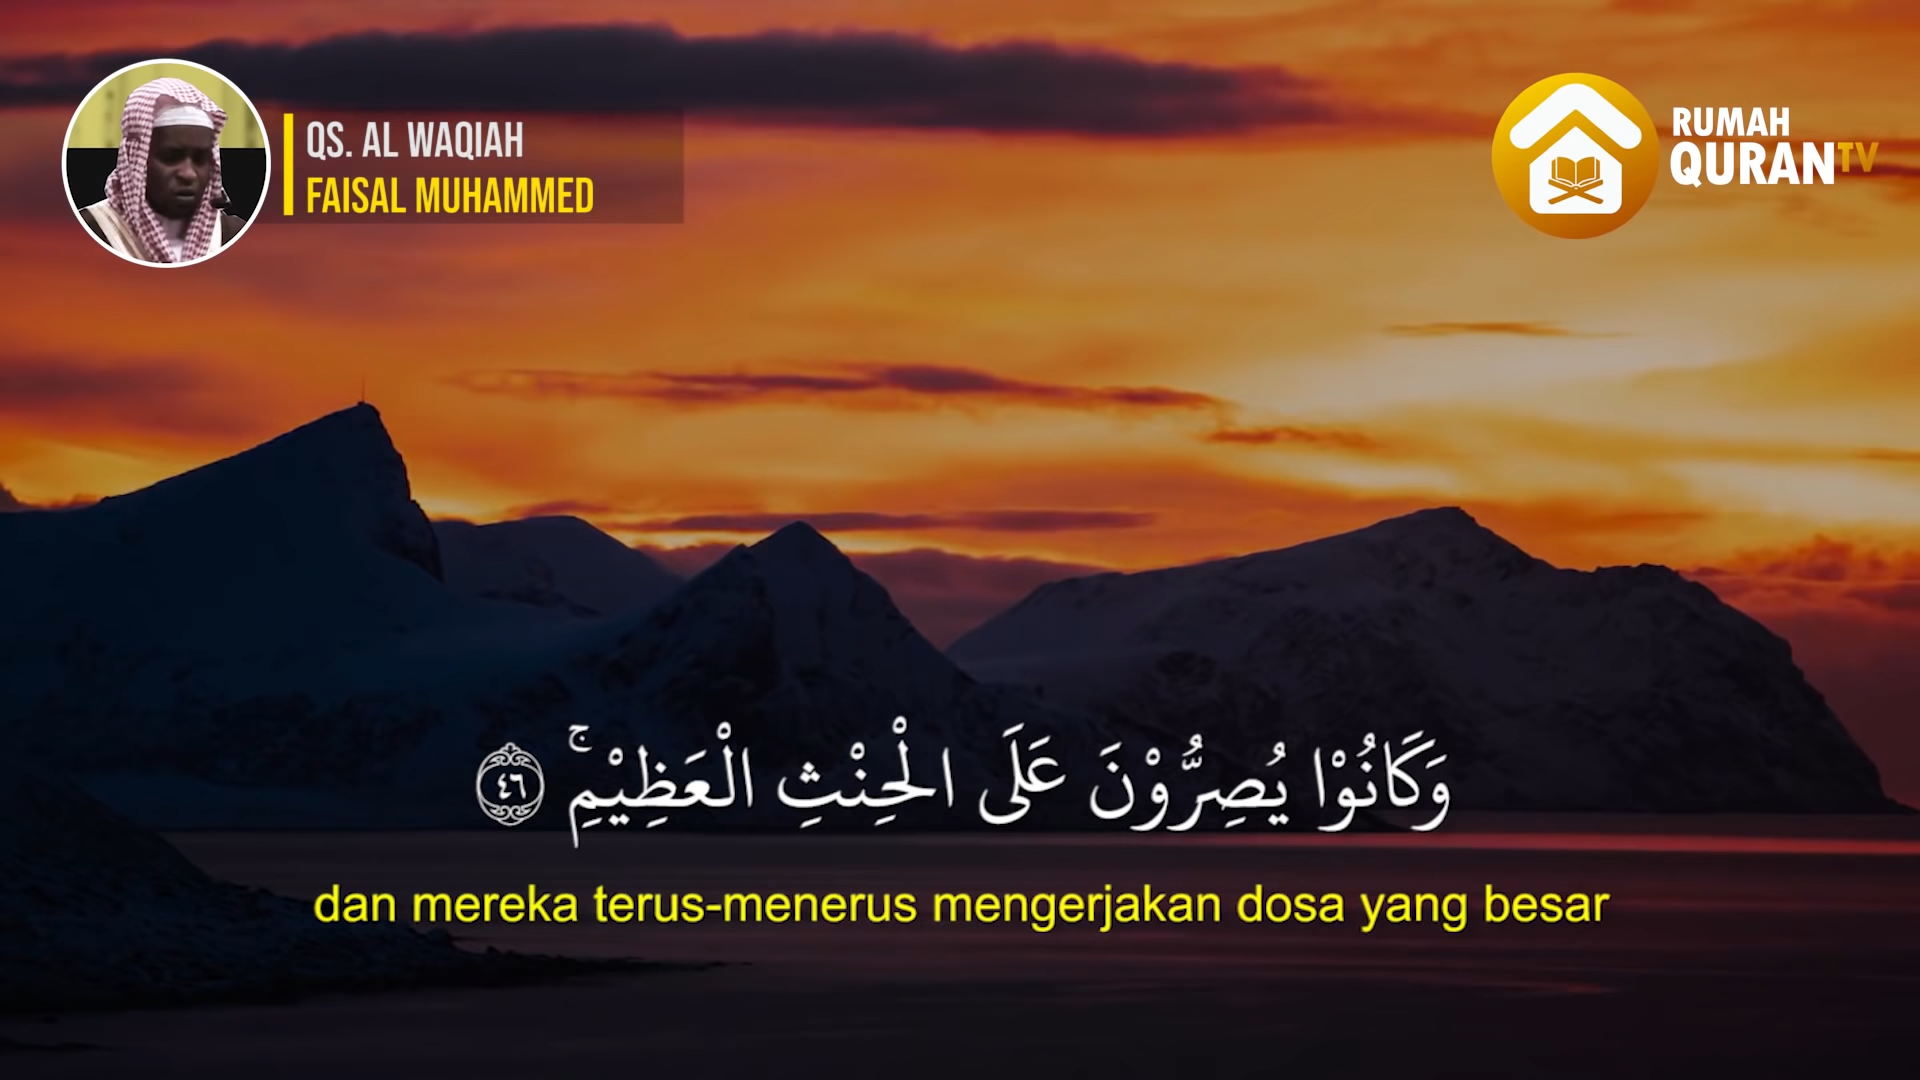 QS. AL WAQIAH
FAISAL MUHAMMED
RUMAH
QURANTV
وَكَانُوْا يُصِرُّوْنَ عَلَى الْحِنْثِ الْعَظِيْمِۚ ٤٦
dan mereka terus-menerus mengerjakan dosa yang besar